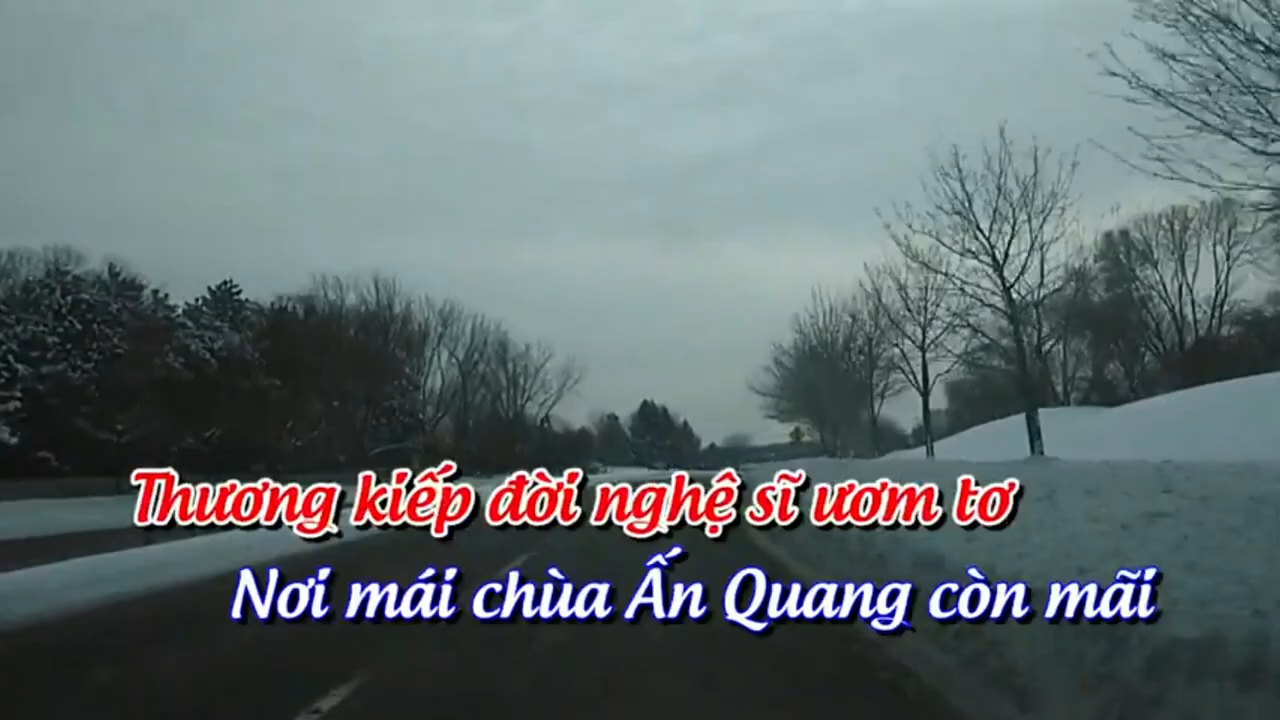 Thương kiếp đời nghệ sĩ ươm tơ
Nơi mái chùa Ấn Quang còn mãi